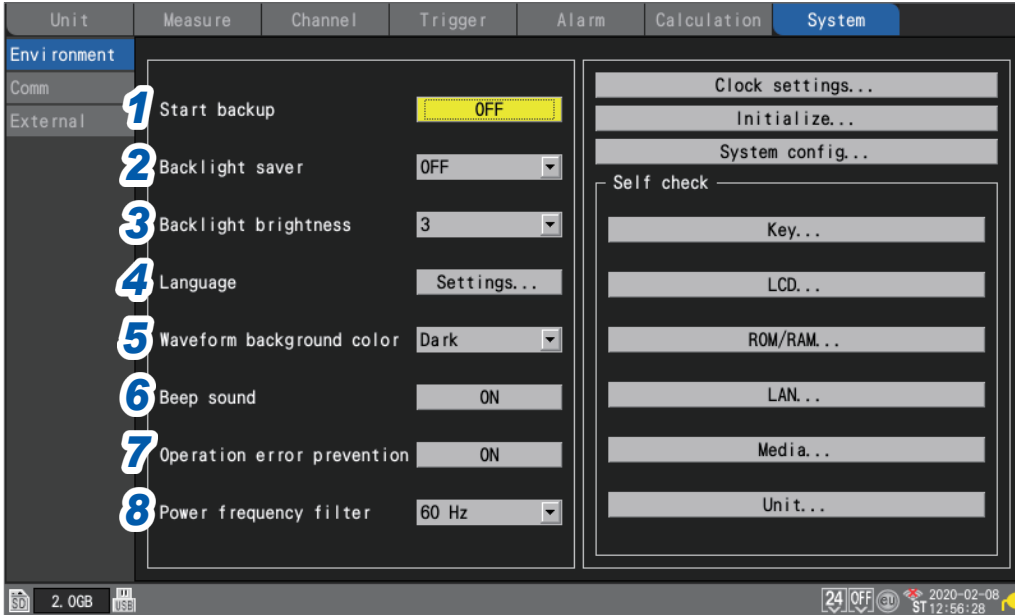 Unit Measure Channel Trigger Alarm Calculation System
Environment
Comm
External
1 Start backup OFF
2 Backlight saver OFF
3 Backlight brightness 3
4 Language Settings...
5 Waveform background color Dark
6 Beep sound ON
7 Operation error prevention ON
8 Power frequency filter 60 Hz
Clock settings...
Initialize...
System config...
Self check
Key...
LCD...
ROM/RAM...
LAN...
Media...
Unit...
SD 2.0GB USB
24 OFF eU ST 2020-02-08
12:56:28